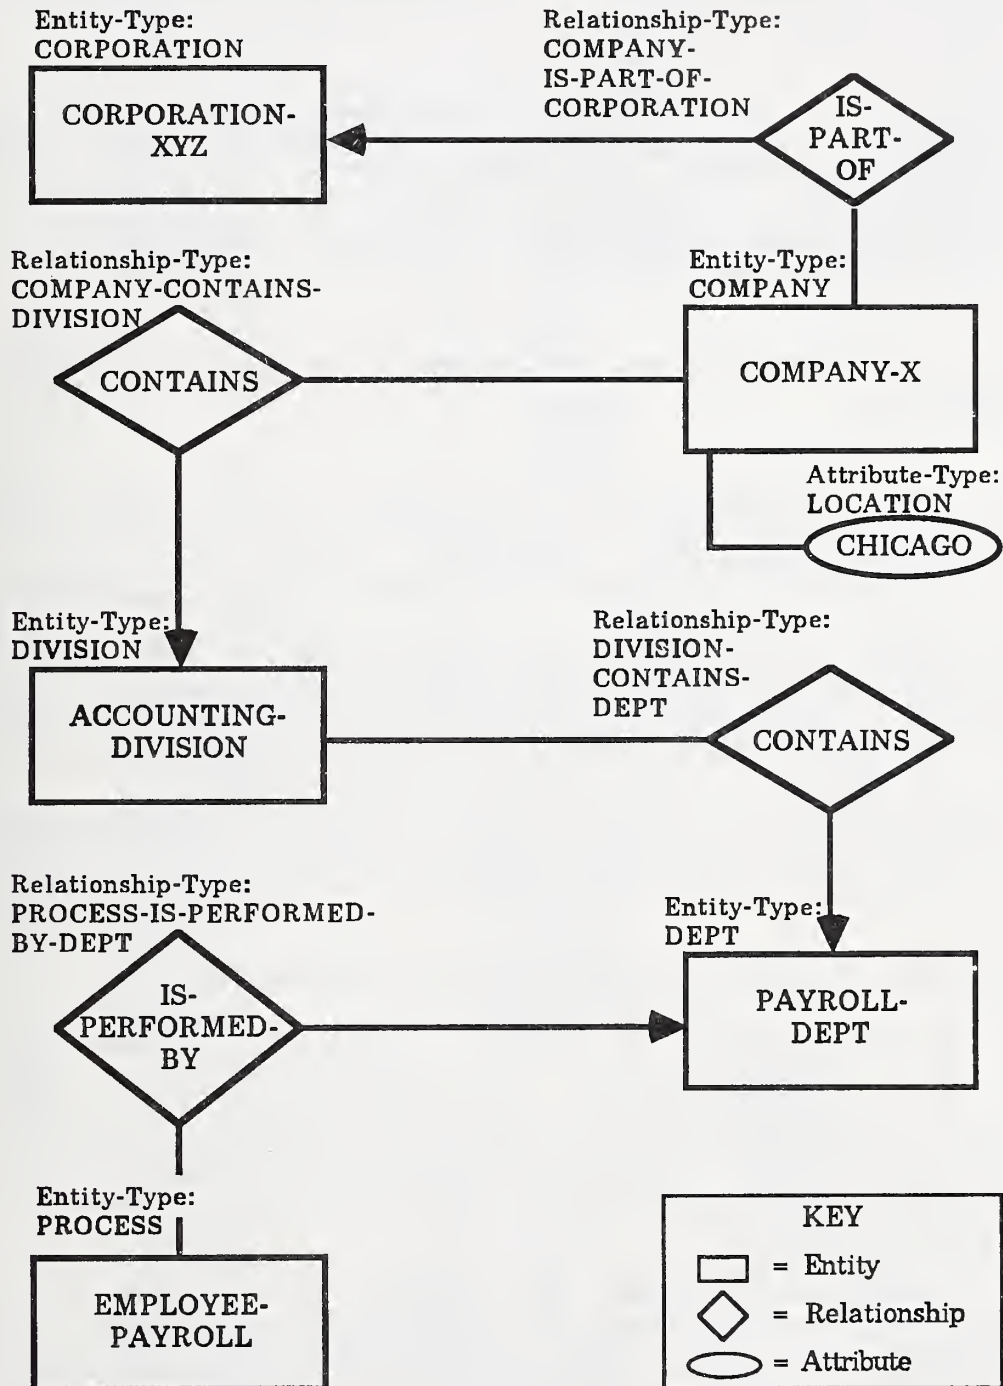 Entity-Type:
CORPORATION
CORPORATION-
XYZ
Relationship-Type:
COMPANY-
IS-PART-OF-
CORPORATION
IS-
PART-
OF
Relationship-Type:
COMPANY-CONTAINS-
DIVISION
CONTAINS
Entity-Type:
COMPANY
COMPANY-X
Attribute-Type:
LOCATION
CHICAGO
Entity-Type:
DIVISION
ACCOUNTING-
DIVISION
Relationship-Type:
DIVISION-
CONTAINS-
DEPT
CONTAINS
Relationship-Type:
PROCESS-IS-PERFORMED-
BY-DEPT
IS-
PERFORMED-
BY
Entity-Type:
DEPT
PAYROLL-
DEPT
Entity-Type:
PROCESS
EMPLOYEE-
PAYROLL
KEY
= Entity
= Relationship
= Attribute